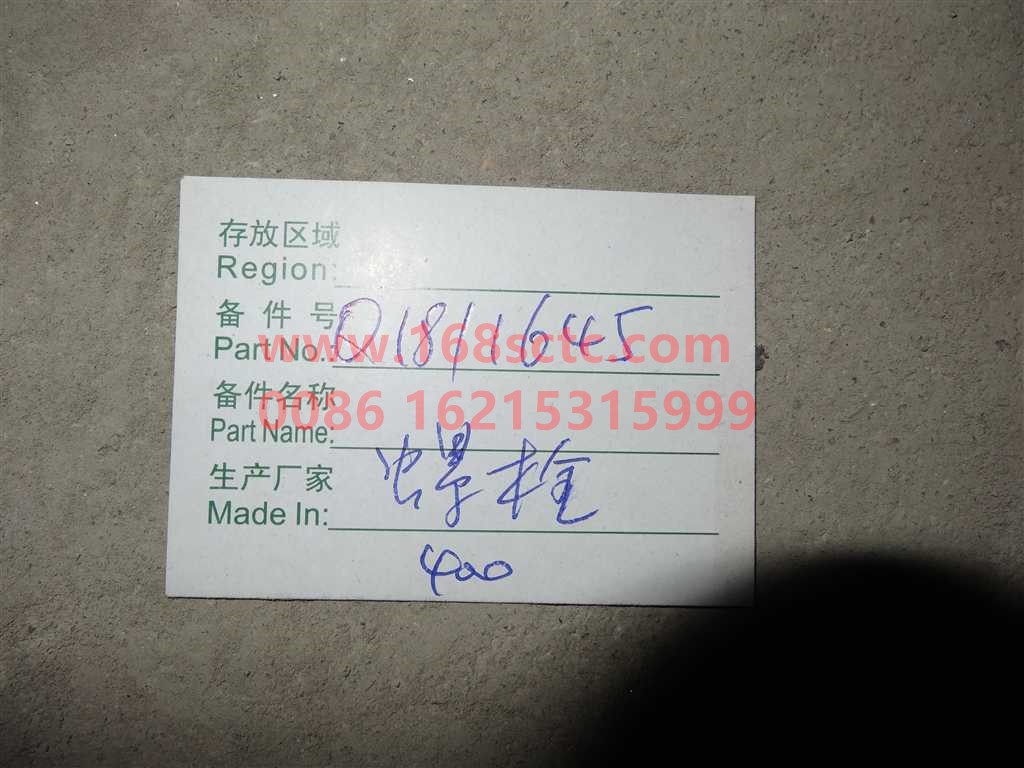 存放区域
Region:
备件号
Part No.: 01811645
www.168sctc.com
备件名称
0086 16215315999
Part Name:
生产厂家 螺栓
Made In:
400